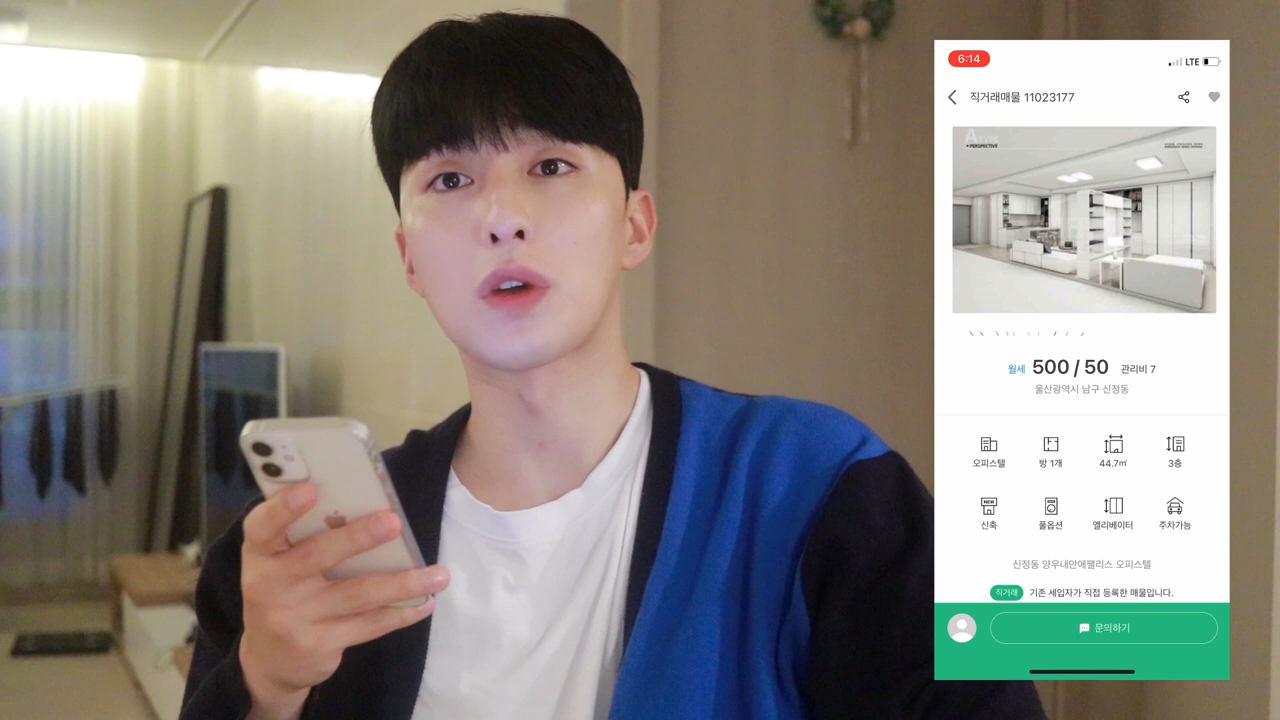 6:14
LTE
직거래매물 11023177
• PERSPECTIVE
월세 500 / 50 관리비 7
울산광역시 남구 신정동
오피스텔 방 1개 44.7㎡ 3층
NEW
신축 풀옵션 엘리베이터 주차가능
신정동 양우내안애펠리스 오피스텔
직거래 기존 세입자가 직접 등록한 매물입니다.
문의하기